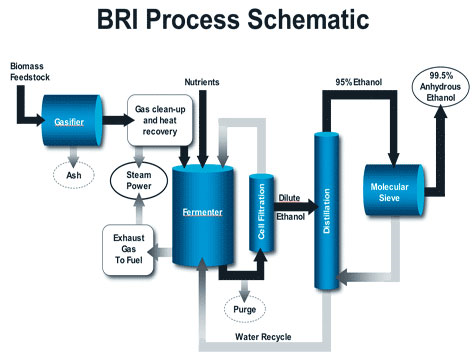 BRI Process Schematic
Biomass
Feedstock
Gasifier
Ash
Gas clean-up
and heat
recovery
Steam
Power
Exhaust
Gas
To Fuel
Nutrients
Fermenter
Purge
Cell Filtration
Dilute
Ethanol
Water Recycle
Distillation
95% Ethanol
Molecular
Sieve
99.5%
Anhydrous
Ethanol